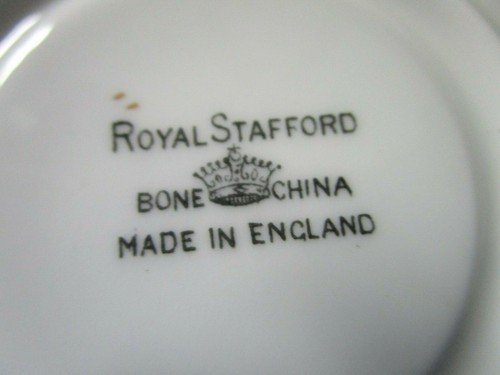 ROYAL STAFFORD
BONE CHINA
MADE IN ENGLAND